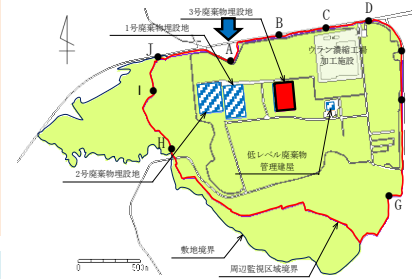 3号廃棄物埋設地
1号廃棄物埋設地
A
B
C
D
J
ウラン濃縮工場
加工施設
I
H
低レベル廃棄物
管理建屋
2号廃棄物埋設地
G
敷地境界
周辺監視区域境界
0
500m